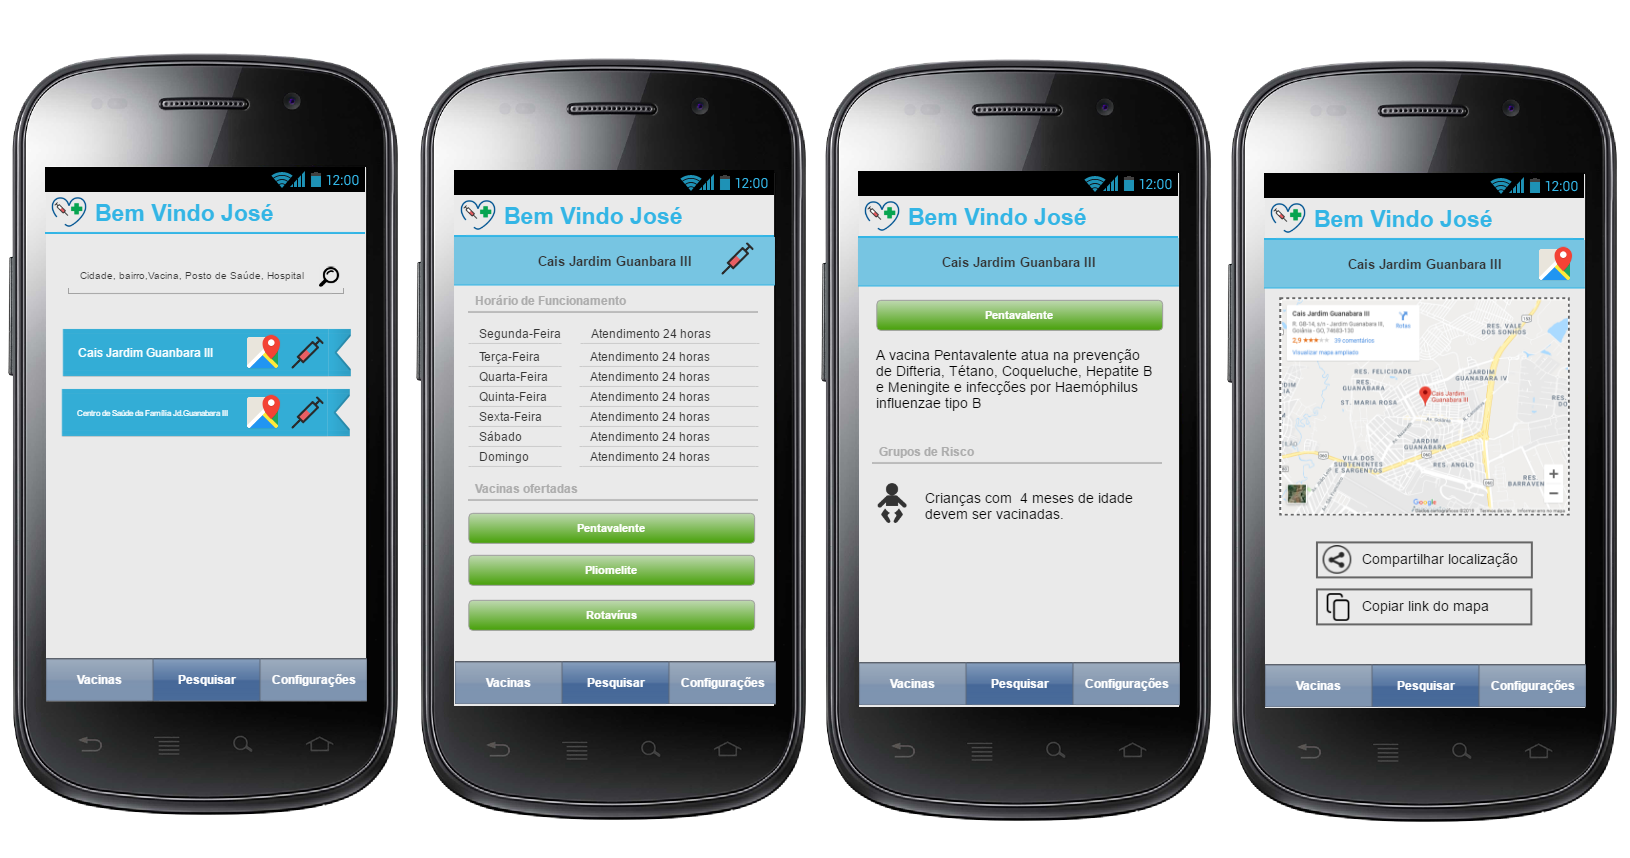 12:00
Bem Vindo José
Cidade, bairro,Vacina, Posto de Saúde, Hospital
Cais Jardim Guanbara III
Centro de Saúde da Família Jd.Guanabara III
Vacinas
Pesquisar
Configurações
12:00
Bem Vindo José
Cais Jardim Guanbara III
Horário de Funcionamento
Segunda-Feira Atendimento 24 horas
Terça-Feira Atendimento 24 horas
Quarta-Feira Atendimento 24 horas
Quinta-Feira Atendimento 24 horas
Sexta-Feira Atendimento 24 horas
Sábado Atendimento 24 horas
Domingo Atendimento 24 horas
Vacinas ofertadas
Pentavalente
Pliomelite
Rotavírus
Vacinas
Pesquisar
Configurações
12:00
Bem Vindo José
Cais Jardim Guanbara III
Pentavalente
A vacina Pentavalente atua na prevenção
de Difteria, Tétano, Coqueluche, Hepatite B
e Meningite e infecções por Haemóphilus
influenzae tipo B
Grupos de Risco
Crianças com 4 meses de idade
devem ser vacinadas.
Vacinas
Pesquisar
Configurações
12:00
Bem Vindo José
Cais Jardim Guanbara III
Cais Jardim Guanabara III
R. GB-14, s/n - Jardim Guanabara III,
Goiânia - GO, 74683-130
2,9 39 comentários
Visualizar mapa ampliado
Rotas
RES. VALE
DOS SONHOS
RES. FELICIDADE
JARDIM
GUANABARA IV
RES.
GUANABARA
ST. MARIA ROSA
Cais Jardim
Guanabara III
JARDIM
GUANABARA
VILA DOS
SUBTENENTES
E SARGENTOS
RES. ANGLO
RES.
BARRAVEN
Google
Compartilhar localização
Copiar link do mapa
Vacinas
Pesquisar
Configurações